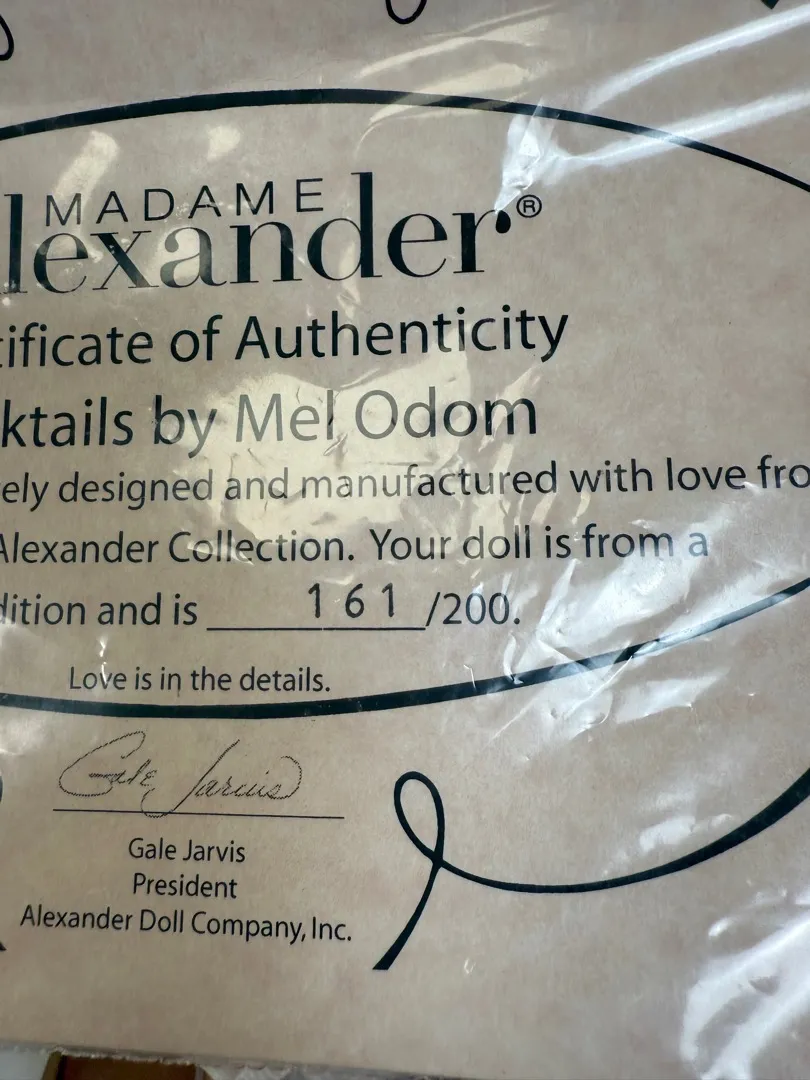 MADAME
lexander®
tificate of Authenticity
ktails by Mel Odom
ely designed and manufactured with love fro
Alexander Collection. Your doll is from a
dition and is 161/200.
Love is in the details.
Gale Jarvis
Gale Jarvis
President
Alexander Doll Company, Inc.